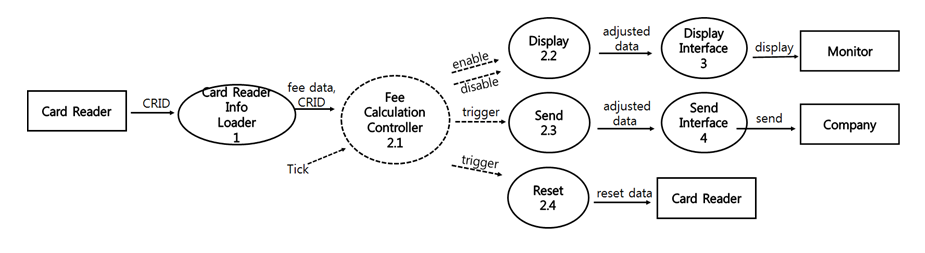 Card Reader
CRID
Card Reader
Info
Loader
1
fee data,
CRID
Tick
Fee
Calculation
Controller
2.1
enable
disable
trigger
trigger
Display
2.2
adjusted
data
Display
Interface
3
display
Monitor
Send
2.3
adjusted
data
Send
Interface
4
send
Company
Reset
2.4
reset data
Card Reader